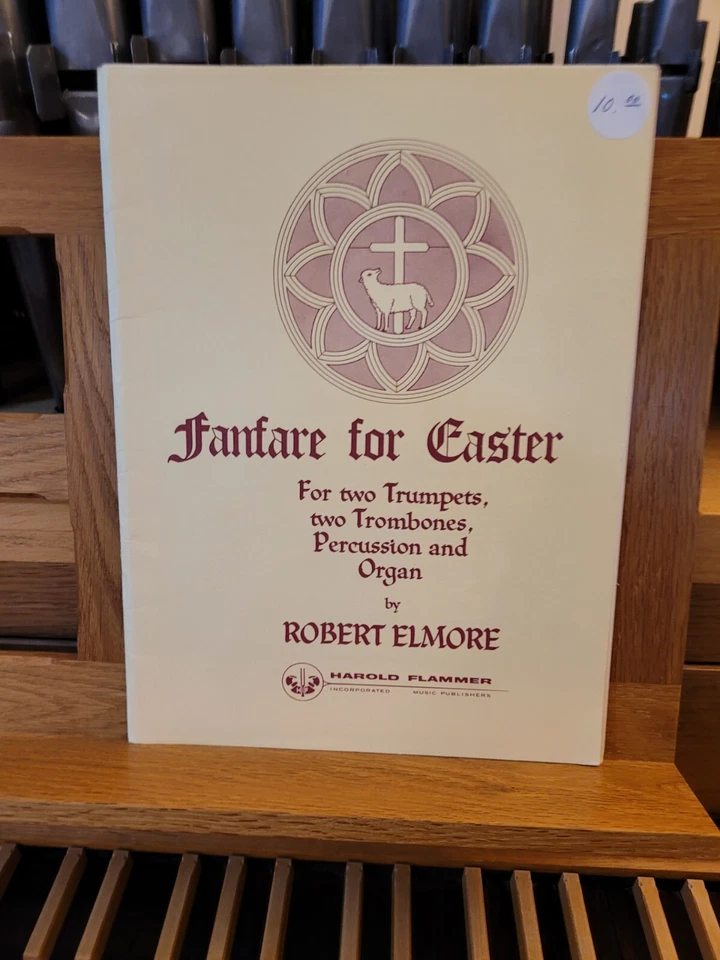 10.00
Fanfare for Easter
For two Trumpets,
two Trombones,
Percussion and
Organ
by
ROBERT ELMORE
HAROLD FLAMMER
INCORPORATED MUSIC PUBLISHERS